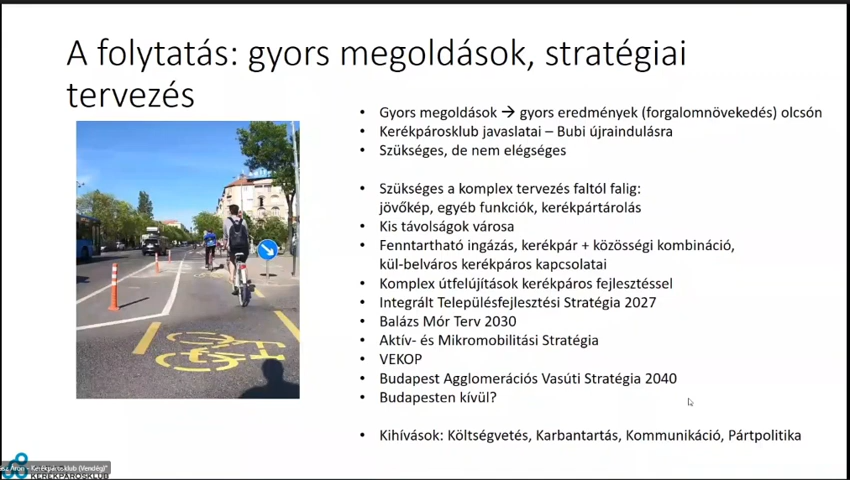 A folytatás: gyors megoldások, stratégiai
tervezés
• Gyors megoldások → gyors eredmények (forgalomnövekedés) olcsón
• Kerékpárosklub javaslatai – Bubi újraindulásra
• Szükséges, de nem elégséges
• Szükséges a komplex tervezés faltól falig:
jövőkép, egyéb funkciók, kerékpártárolás
• Kis távolságok városa
• Fenntartható ingázás, kerékpár + közösségi kombináció,
kül-belváros kerékpáros kapcsolatai
• Komplex útfelújítások kerékpáros fejlesztéssel
• Integrált Településfejlesztési Stratégia 2027
• Balázs Mór Terv 2030
• Aktív- és Mikromobilitási Stratégia
• VEKOP
• Budapest Agglomerációs Vasúti Stratégia 2040
• Budapesten kívül?
• Kihívások: Költségvetés, Karbantartás, Kommunikáció, Pártpolitika
Áron - Kerékpárosklub (Vendég)"
KERÉKPÁROSKLUB